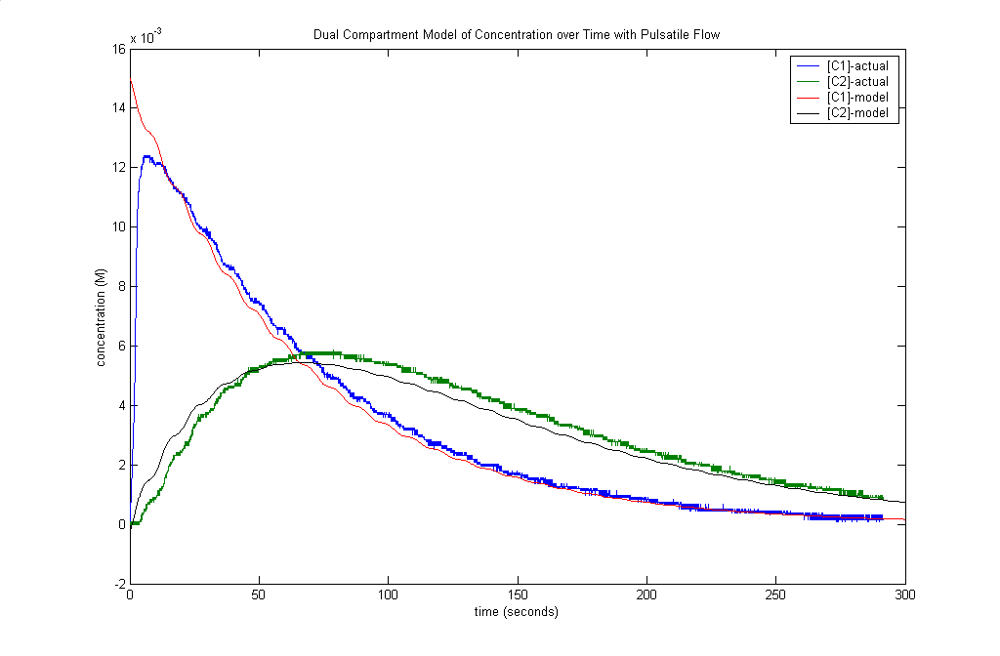 Dual Compartment Model of Concentration over Time with Pulsatile Flow
x 10^-3
[C1]-actual
[C2]-actual
[C1]-model
[C2]-model
16
14
12
10
8
6
4
2
0
-2
concentration (M)
0 50 100 150 200 250 300
time (seconds)